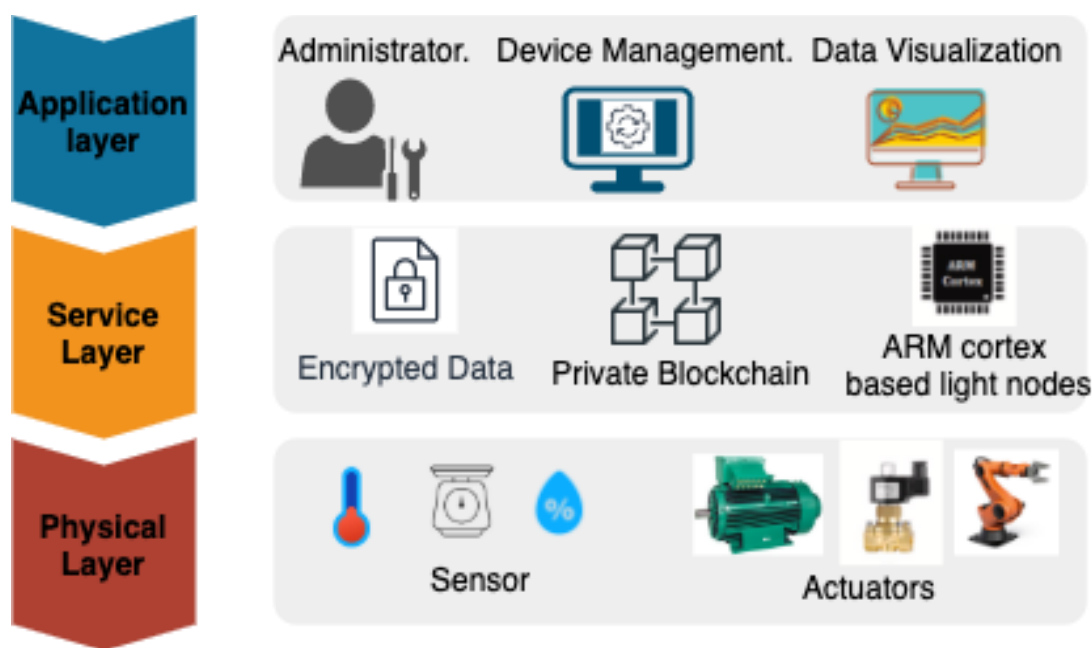 Application
layer
Administrator. Device Management. Data Visualization
Service
Layer
ARM
Cortex
Encrypted Data
Private Blockchain
ARM cortex
based light nodes
Physical
Layer
%
Sensor
Actuators